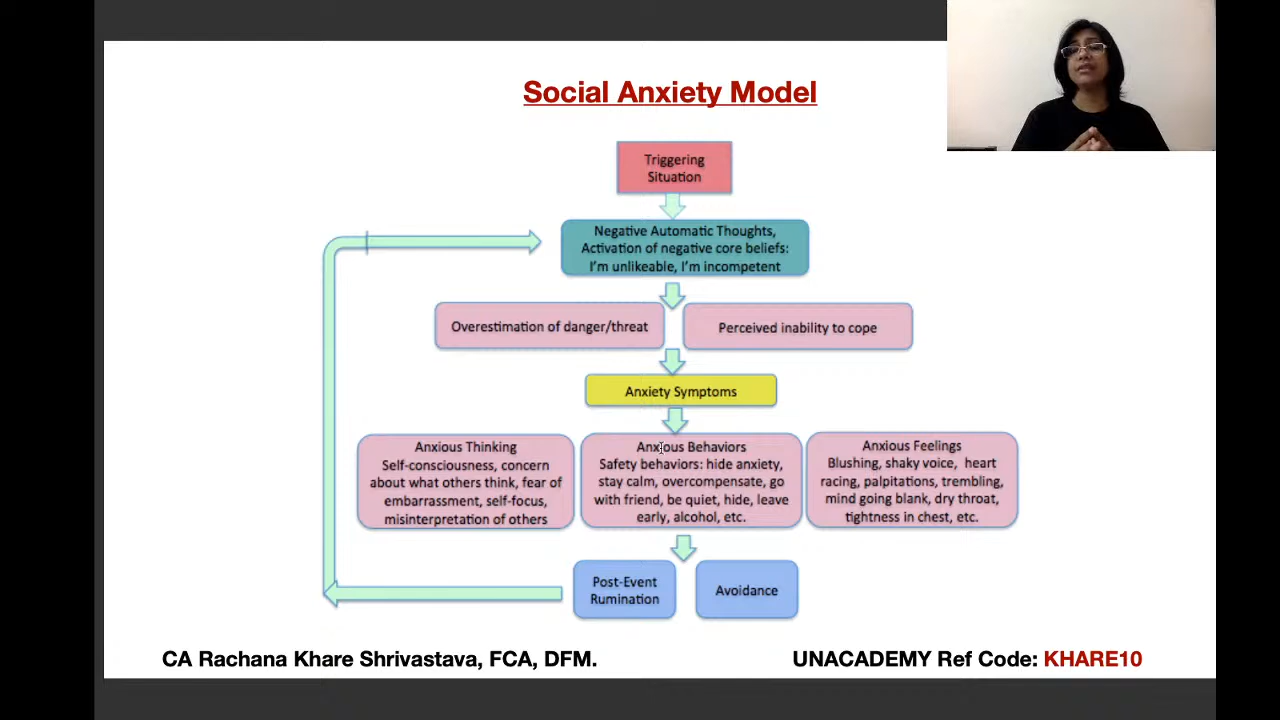 Social Anxiety Model
Triggering
Situation
Negative Automatic Thoughts,
Activation of negative core beliefs:
I'm unlikeable, I'm incompetent
Overestimation of danger/threat
Perceived inability to cope
Anxiety Symptoms
Anxious Thinking
Self-consciousness, concern
about what others think, fear of
embarrassment, self-focus,
misinterpretation of others
Anxious Behaviors
Safety behaviors: hide anxiety,
stay calm, overcompensate, go
with friend, be quiet, hide, leave
early, alcohol, etc.
Anxious Feelings
Blushing, shaky voice, heart
racing, palpitations, trembling,
mind going blank, dry throat,
tightness in chest, etc.
Post-Event
Rumination
Avoidance
CA Rachana Khare Shrivastava, FCA, DFM.
UNACADEMY Ref Code: KHARE10